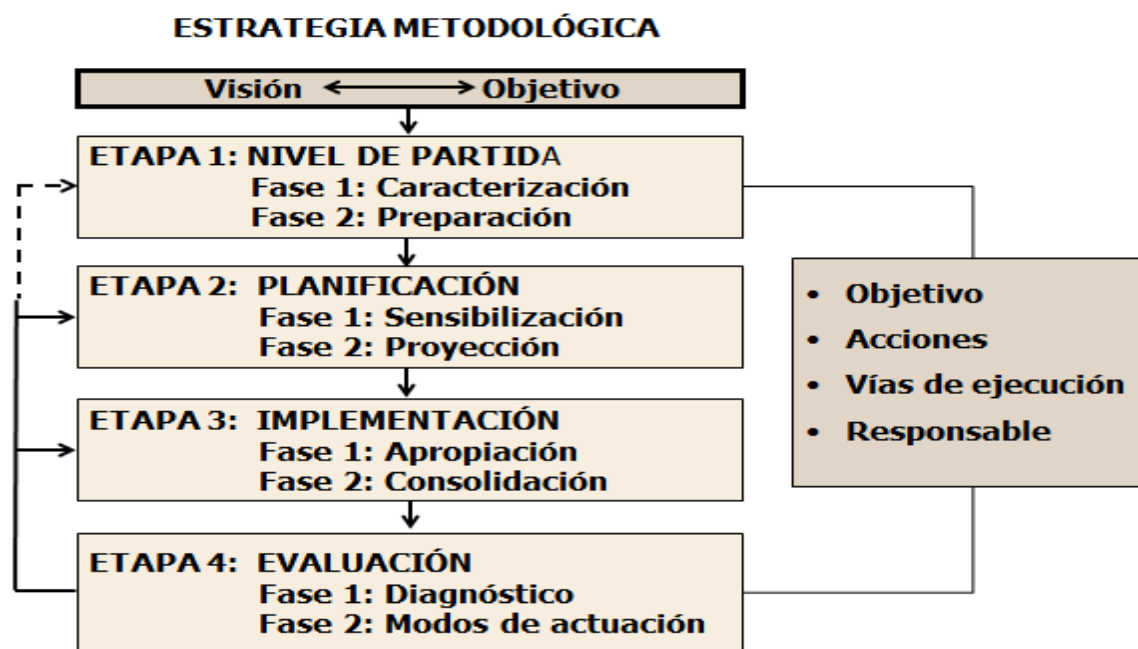 ESTRATEGIA METODOLÓGICA
Visión Objetivo
ETAPA 1: NIVEL DE PARTIDA
Fase 1: Caracterización
Fase 2: Preparación
ETAPA 2: PLANIFICACIÓN
Fase 1: Sensibilización
Fase 2: Proyección
ETAPA 3: IMPLEMENTACIÓN
Fase 1: Apropiación
Fase 2: Consolidación
ETAPA 4: EVALUACIÓN
Fase 1: Diagnóstico
Fase 2: Modos de actuación
• Objetivo
• Acciones
• Vías de ejecución
• Responsable